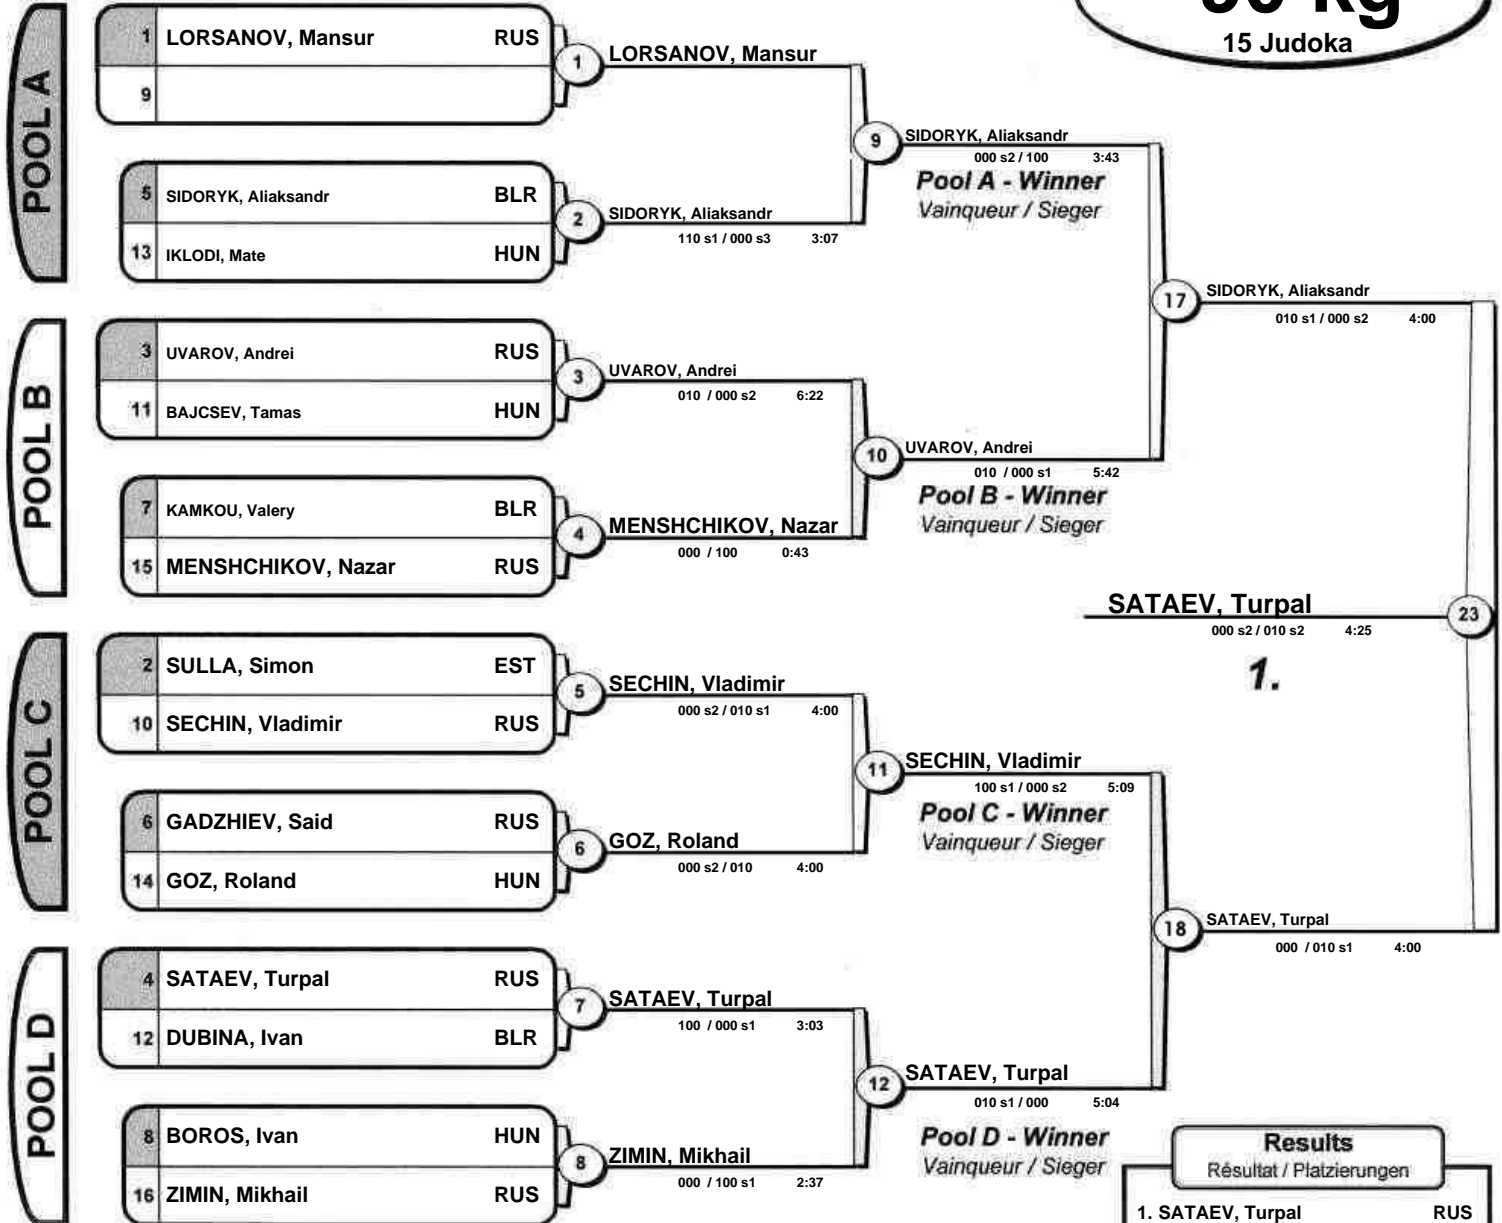 15 Judoka
POOL A
1 LORSANOV, Mansur RUS
9
1
LORSANOV, Mansur
5 SIDORYK, Aliaksandr BLR
13 IKLODI, Mate HUN
2
SIDORYK, Aliaksandr
110 s1 / 000 s3 3:07
9
SIDORYK, Aliaksandr
000 s2 / 100 3:43
Pool A - Winner
Vainqueur / Sieger
POOL B
3 UVAROV, Andrei RUS
11 BAJCSEV, Tamas HUN
3
UVAROV, Andrei
010 / 000 s2 6:22
7 KAMKOU, Valery BLR
15 MENSHCHIKOV, Nazar RUS
4
MENSHCHIKOV, Nazar
000 / 100 0:43
10
UVAROV, Andrei
010 / 000 s1 5:42
Pool B - Winner
Vainqueur / Sieger
17
SIDORYK, Aliaksandr
010 s1 / 000 s2 4:00
SATAEV, Turpal
23
000 s2 / 010 s2 4:25
1.
POOL C
2 SULLA, Simon EST
10 SECHIN, Vladimir RUS
5
SECHIN, Vladimir
000 s2 / 010 s1 4:00
6 GADZHIEV, Said RUS
14 GOZ, Roland HUN
6
GOZ, Roland
000 s2 / 010 4:00
11
SECHIN, Vladimir
100 s1 / 000 s2 5:09
Pool C - Winner
Vainqueur / Sieger
POOL D
4 SATAEV, Turpal RUS
12 DUBINA, Ivan BLR
7
SATAEV, Turpal
100 / 000 s1 3:03
8 BOROS, Ivan HUN
16 ZIMIN, Mikhail RUS
8
ZIMIN, Mikhail
000 / 100 s1 2:37
12
SATAEV, Turpal
010 s1 / 000 5:04
Pool D - Winner
Vainqueur / Sieger
18
SATAEV, Turpal
000 / 010 s1 4:00
Results
Résultat / Platzierungen
1. SATAEV, Turpal RUS